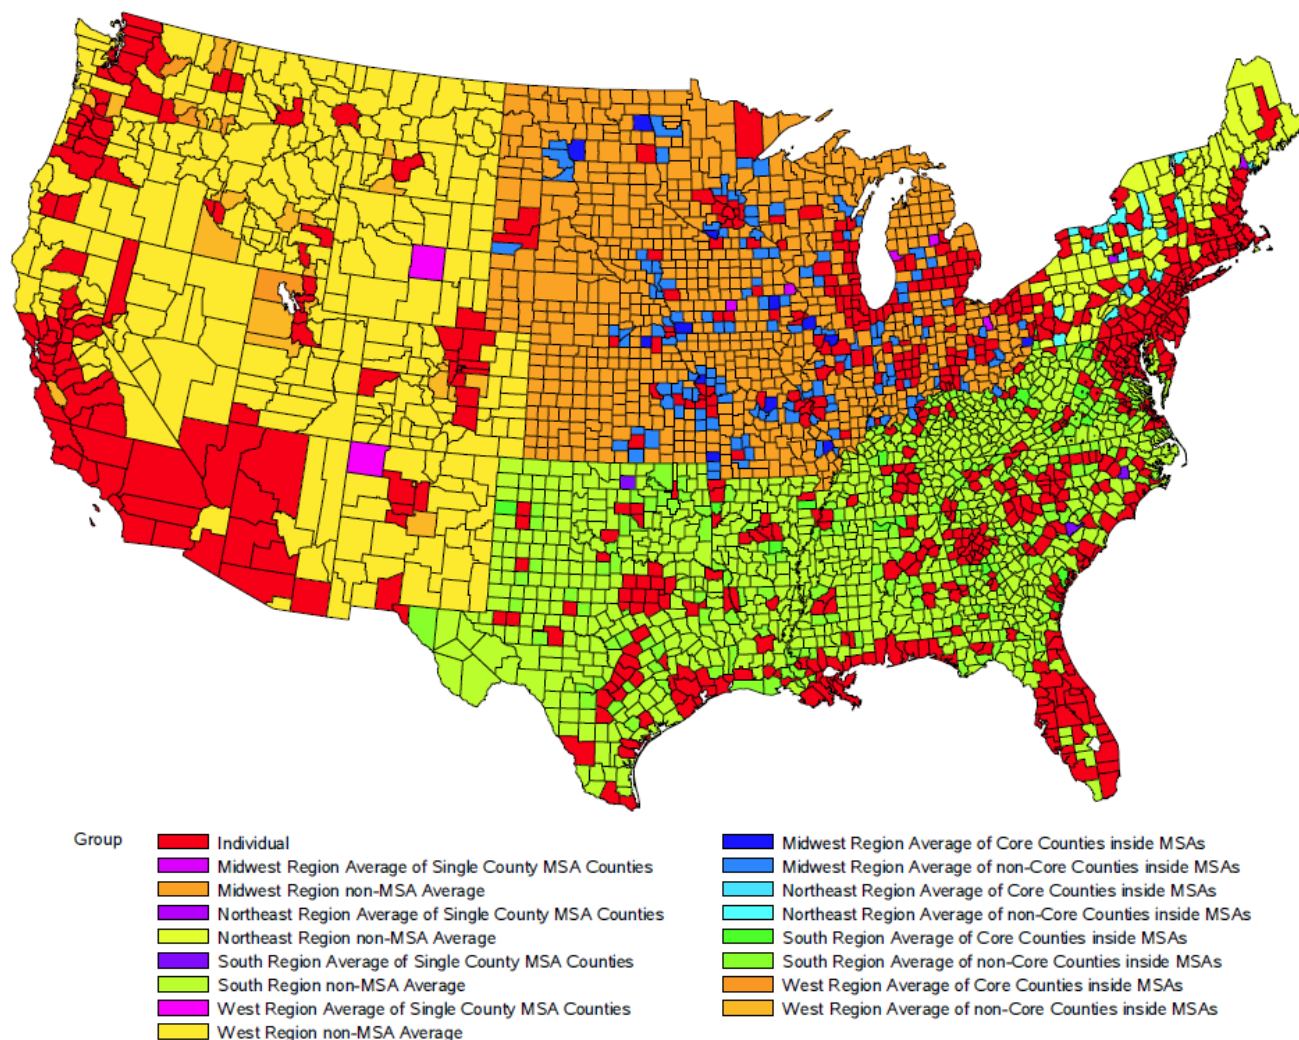 Group
Individual
Midwest Region Average of Single County MSA Counties
Midwest Region non-MSA Average
Northeast Region Average of Single County MSA Counties
Northeast Region non-MSA Average
South Region Average of Single County MSA Counties
South Region non-MSA Average
West Region Average of Single County MSA Counties
West Region non-MSA Average
Midwest Region Average of Core Counties inside MSAs
Midwest Region Average of non-Core Counties inside MSAs
Northeast Region Average of Core Counties inside MSAs
Northeast Region Average of non-Core Counties inside MSAs
South Region Average of Core Counties inside MSAs
South Region Average of non-Core Counties inside MSAs
West Region Average of Core Counties inside MSAs
West Region Average of non-Core Counties inside MSAs